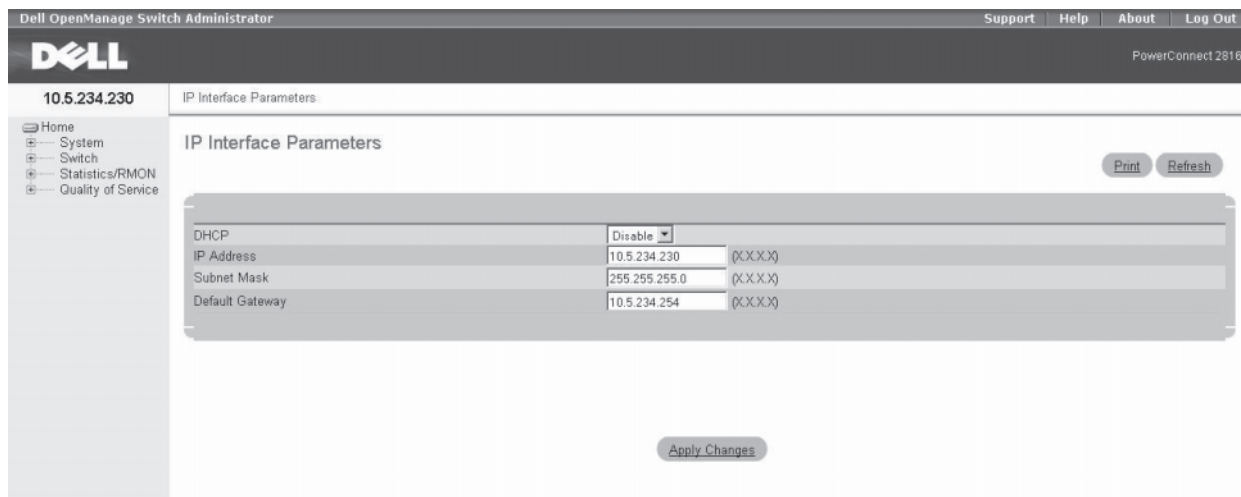 Dell OpenManage Switch Administrator
Support Help About Log Out
DELL
PowerConnect 2816
10.5.234.230
IP Interface Parameters
Home
System
Switch
Statistics/RMON
Quality of Service
IP Interface Parameters
Print Refresh
DHCP Disable
IP Address 10.5.234.230 (X.X.X.X)
Subnet Mask 255.255.255.0 (X.X.X.X)
Default Gateway 10.5.234.254 (X.X.X.X)
Apply Changes